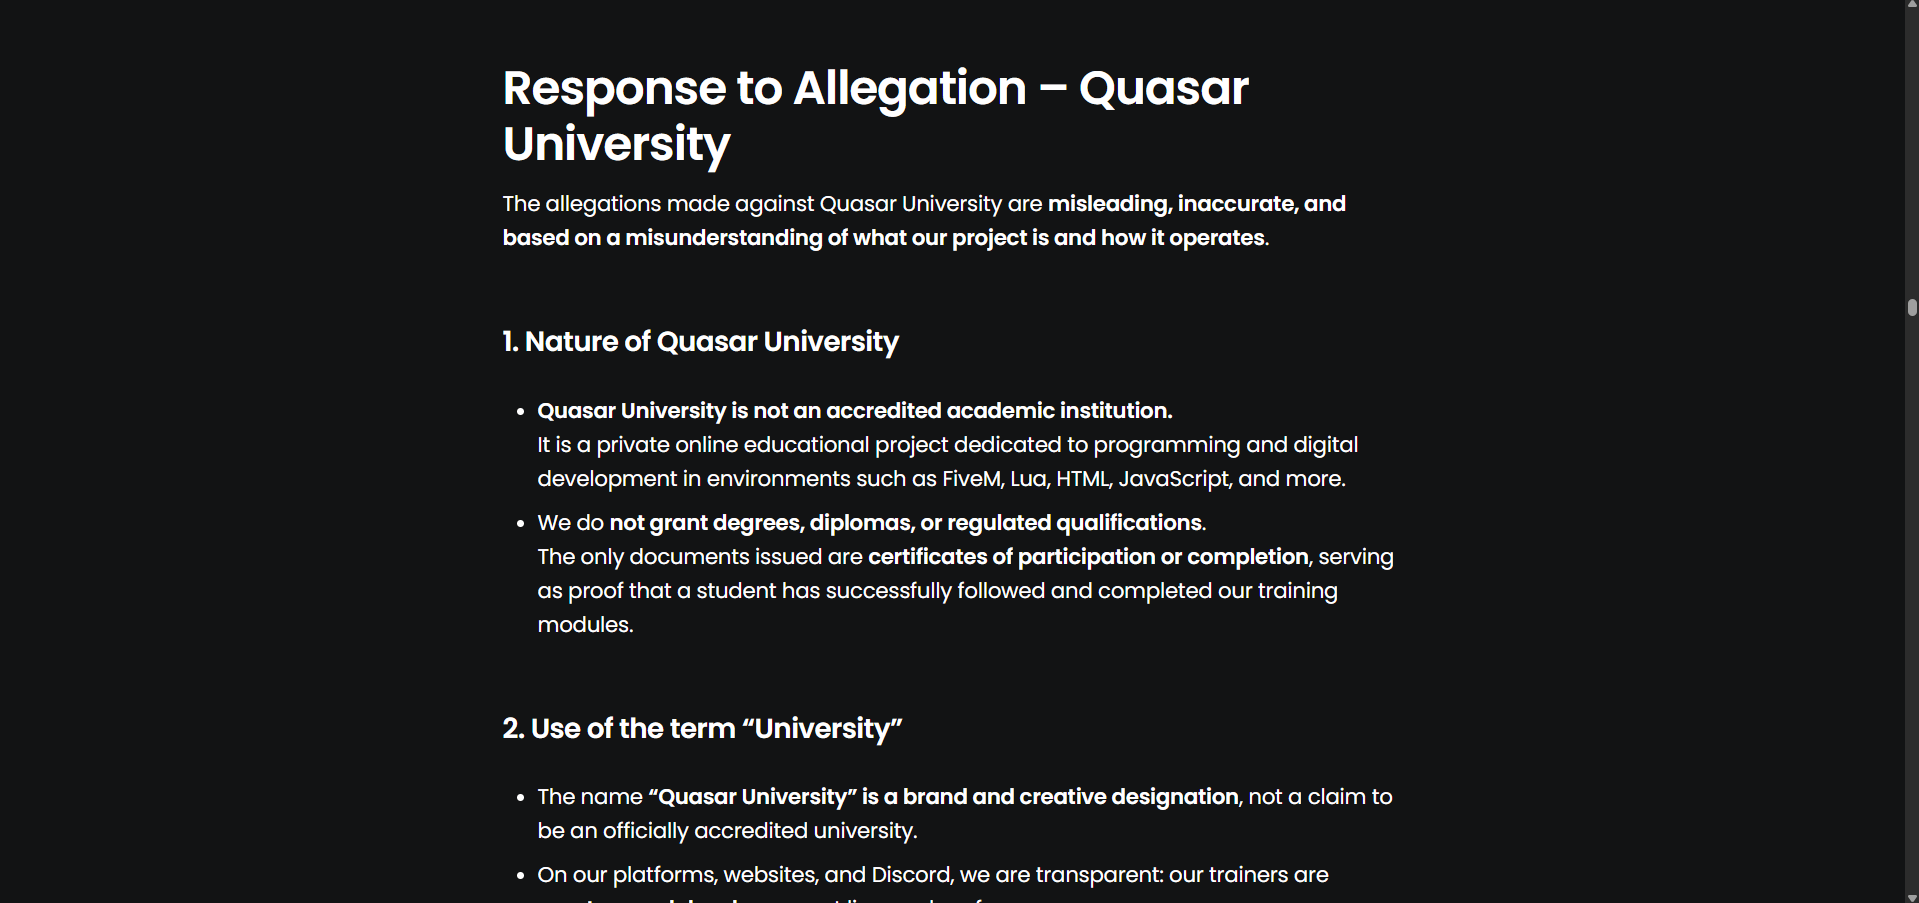 Response to Allegation – Quasar
University
The allegations made against Quasar University are misleading, inaccurate, and
based on a misunderstanding of what our project is and how it operates.
1. Nature of Quasar University
• Quasar University is not an accredited academic institution.
It is a private online educational project dedicated to programming and digital
development in environments such as FiveM, Lua, HTML, JavaScript, and more.
• We do not grant degrees, diplomas, or regulated qualifications.
The only documents issued are certificates of participation or completion, serving
as proof that a student has successfully followed and completed our training
modules.
2. Use of the term “University”
• The name “Quasar University” is a brand and creative designation, not a claim to
be an officially accredited university.
• On our platforms, websites, and Discord, we are transparent: our trainers are